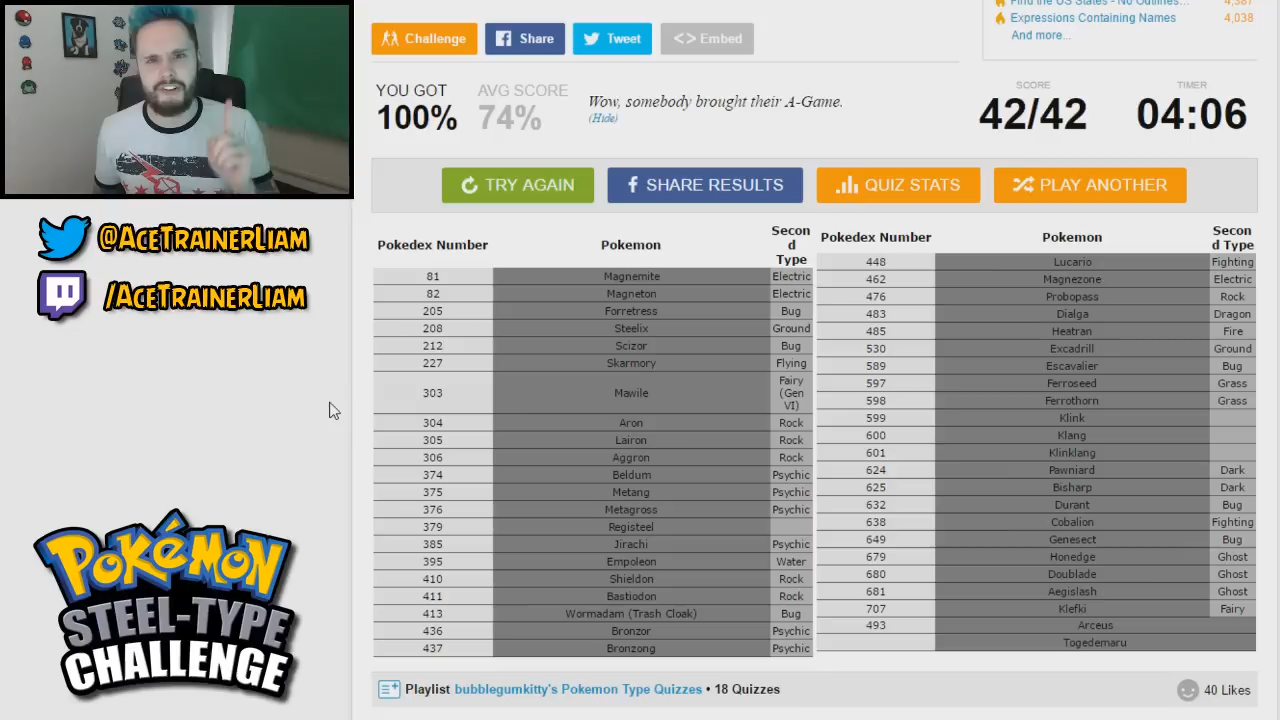 Find the US States - No Outlines... 4,387
Expressions Containing Names 4,038
And more...
Challenge Share Tweet <> Embed
YOU GOT AVG SCORE SCORE TIMER
100% 74% Wow, somebody brought their A-Game. 42/42 04:06
(Hide)
TRY AGAIN SHARE RESULTS QUIZ STATS PLAY ANOTHER
@AceTrainerLiam
/AceTrainerLiam
Pokémon
STEEL-TYPE
CHALLENGE
Pokedex Number Pokemon Secon
d
Type
81 Magnemite Electric
82 Magneton Electric
205 Forretress Bug
208 Steelix Ground
212 Scizor Bug
227 Skarmory Flying
303 Mawile Fairy
(Gen
VI)
304 Aron Rock
305 Lairon Rock
306 Aggron Rock
374 Beldum Psychic
375 Metang Psychic
376 Metagross Psychic
379 Registeel
385 Jirachi Psychic
395 Empoleon Water
410 Shieldon Rock
411 Bastiodon Rock
413 Wormadam (Trash Cloak) Bug
436 Bronzor Psychic
437 Bronzong Psychic
Pokedex Number Pokemon Secon
d Type
448 Lucario Fighting
462 Magnezone Electric
476 Probopass Rock
483 Dialga Dragon
485 Heatran Fire
530 Excadrill Ground
589 Escavalier Bug
597 Ferroseed Grass
598 Ferrothorn Grass
599 Klink
600 Klang
601 Klinklang
624 Pawniard Dark
625 Bisharp Dark
632 Durant Bug
638 Cobalion Fighting
649 Genesect Bug
679 Honedge Ghost
680 Doublade Ghost
681 Aegislash Ghost
707 Klefki Fairy
493 Arceus
Togedemaru
Playlist bubblegumkitty's Pokemon Type Quizzes • 18 Quizzes 40 Likes